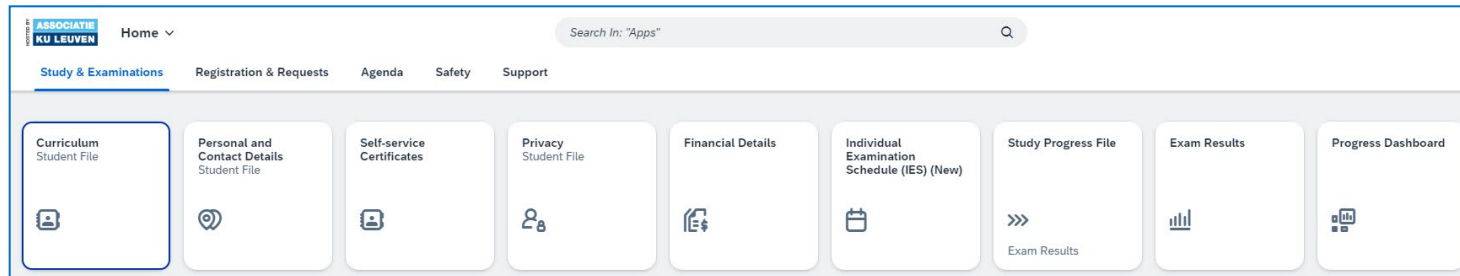 HOSTED BY
ASSOCIATIE
KU LEUVEN
Home
Search In: "Apps"
Study & Examinations
Registration & Requests
Agenda
Safety
Support
Curriculum
Student File
Personal and
Contact Details
Student File
Self-service
Certificates
Privacy
Student File
Financial Details
Individual
Examination
Schedule (IES) (New)
Study Progress File
Exam Results
Exam Results
Progress Dashboard